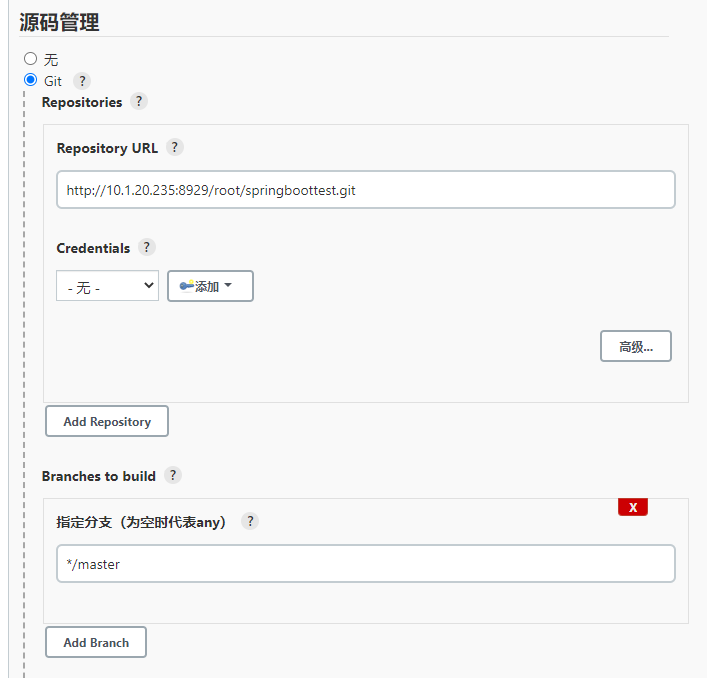 源码管理
无
Git ?
Repositories ?
Repository URL ?
http://10.1.20.235:8929/root/springboottest.git
Credentials ?
- 无 -
添加
高级...
Add Repository
Branches to build ?
X
指定分支（为空时代表any） ?
*/master
Add Branch